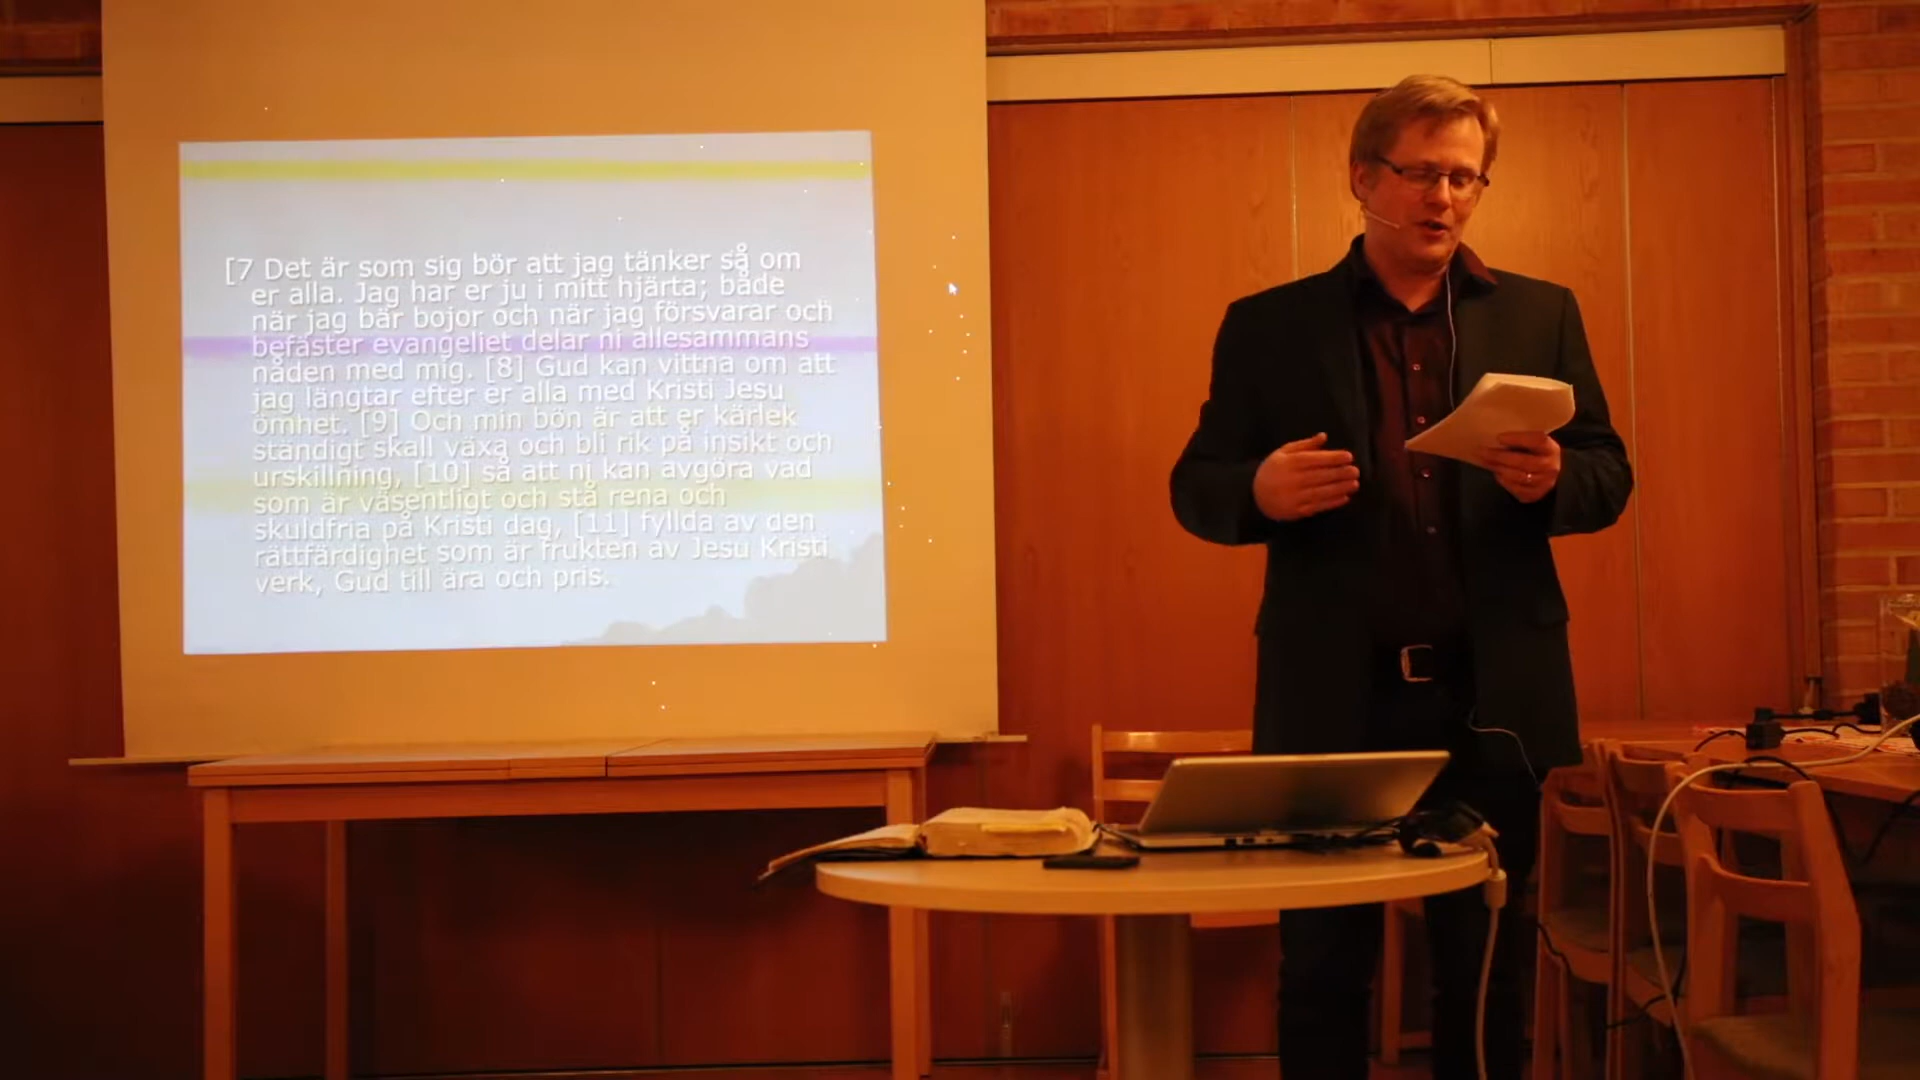 [7 Det är som sig bör att jag tänker så om
er alla. Jag har er ju i mitt hjärta; både
när jag bär bojor och när jag försvarar och
befäster evangeliet delar ni allesammans
nåden med mig. [8] Gud kan vittna om att
jag längtar efter er alla med Kristi Jesu
ömhet. [9] Och min bön är att er kärlek
ständigt skall växa och bli rik på insikt och
urskillning, [10] så att ni kan avgöra vad
som är väsentligt och stå rena och
skuldfria på Kristi dag, [11] fyllda av den
rättfärdighet som är frukten av Jesu Kristi
verk, Gud till ära och pris.